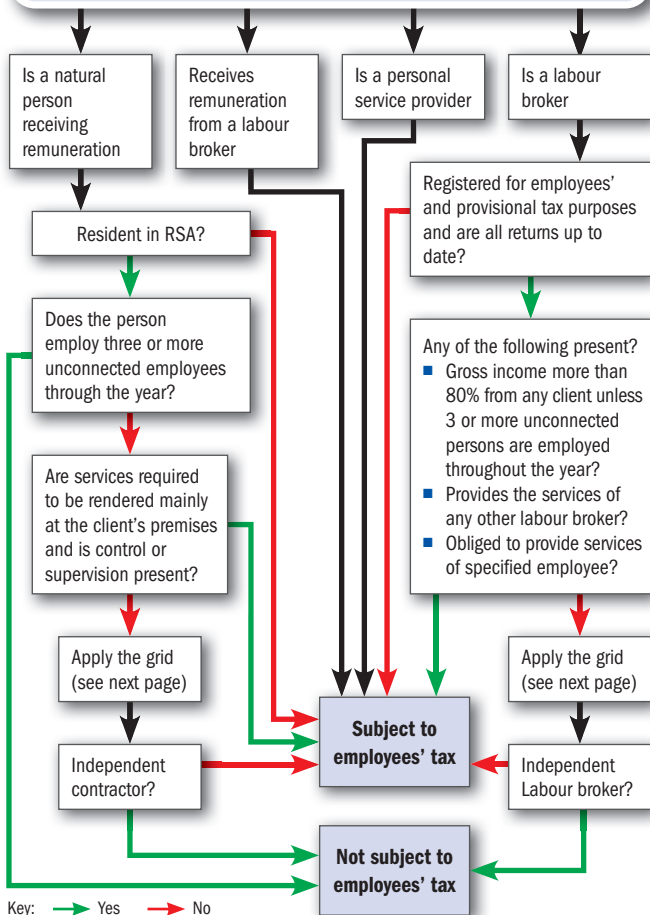 Is a natural
person
receiving
remuneration
Receives
remuneration
from a labour
broker
Is a personal
service provider
Is a labour
broker
Resident in RSA?
Registered for employees'
and provisional tax purposes
and are all returns up to
date?
Does the person
employ three or more
unconnected employees
through the year?
Any of the following present?
■ Gross income more than
80% from any client unless
3 or more unconnected
persons are employed
throughout the year?
■ Provides the services of
any other labour broker?
■ Obliged to provide services
of specified employee?
Are services required
to be rendered mainly
at the client's premises
and is control or
supervision present?
Apply the grid
(see next page)
Apply the grid
(see next page)
Subject to
employees' tax
Independent
contractor?
Independent
Labour broker?
Not subject to
employees' tax
Key: Yes No